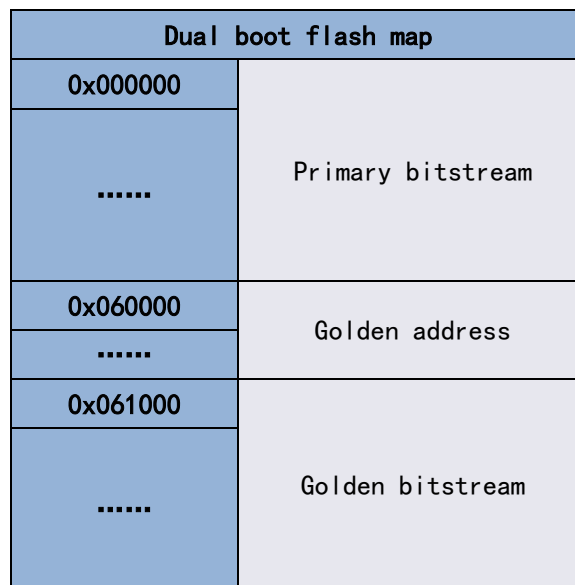 Dual boot flash map
0x000000
Primary bitstream
……
0x060000
Golden address
……
0x061000
Golden bitstream
……